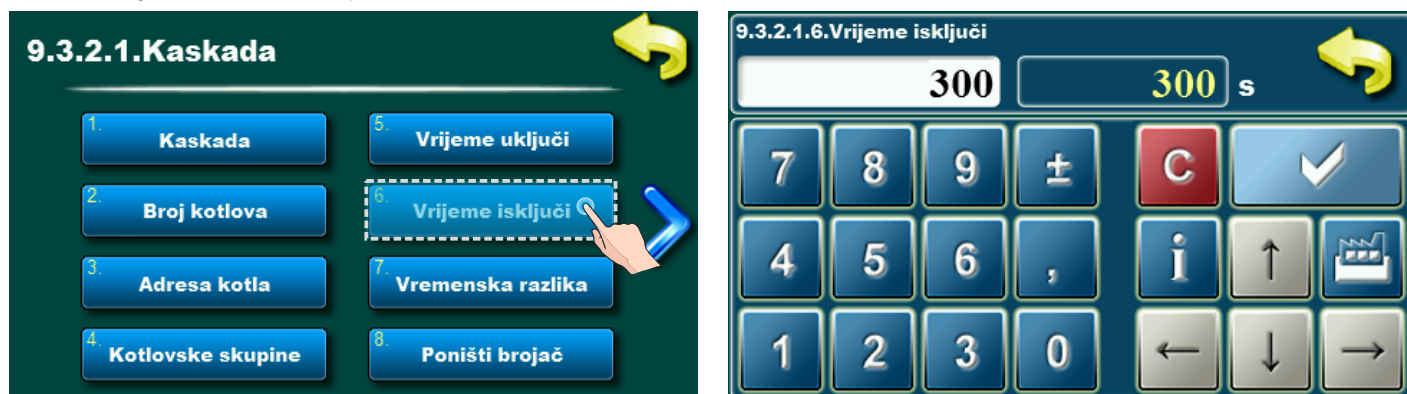 9.3.2.1.Kaskada
1. Kaskada
2. Broj kotlova
3. Adresa kotla
4. Kotlovske skupine
5. Vrijeme uključi
6. Vrijeme isključi
7. Vremenska razlika
8. Poništi brojač
9.3.2.1.6.Vrijeme isključi
300 300 s
7 8 9 ± C
4 5 6 , i ↑
1 2 3 0 ← ↓ →